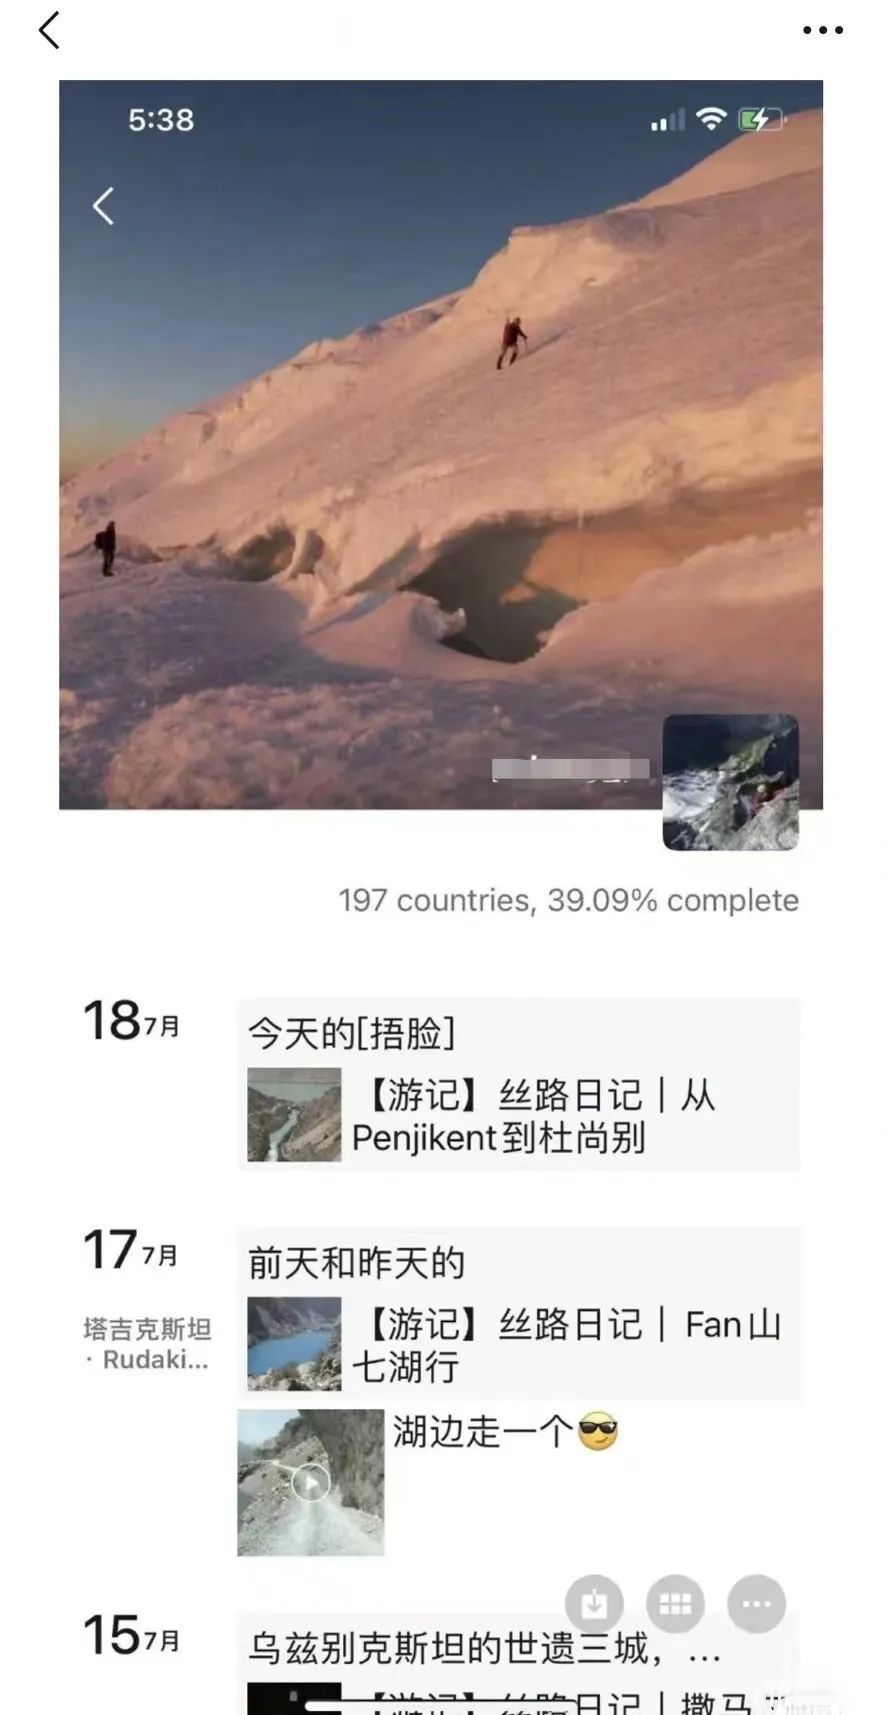 5:38
197 countries, 39.09% complete
18 7月
今天的[捂脸]
【游记】丝路日记｜从
Penjikent到杜尚别
17 7月
塔吉克斯坦
· Rudaki...
前天和昨天的
【游记】丝路日记｜Fan山
七湖行
湖边走一个😎
15 7月
乌兹别克斯坦的世遗三城，...
【游记】丝路日记｜撒马